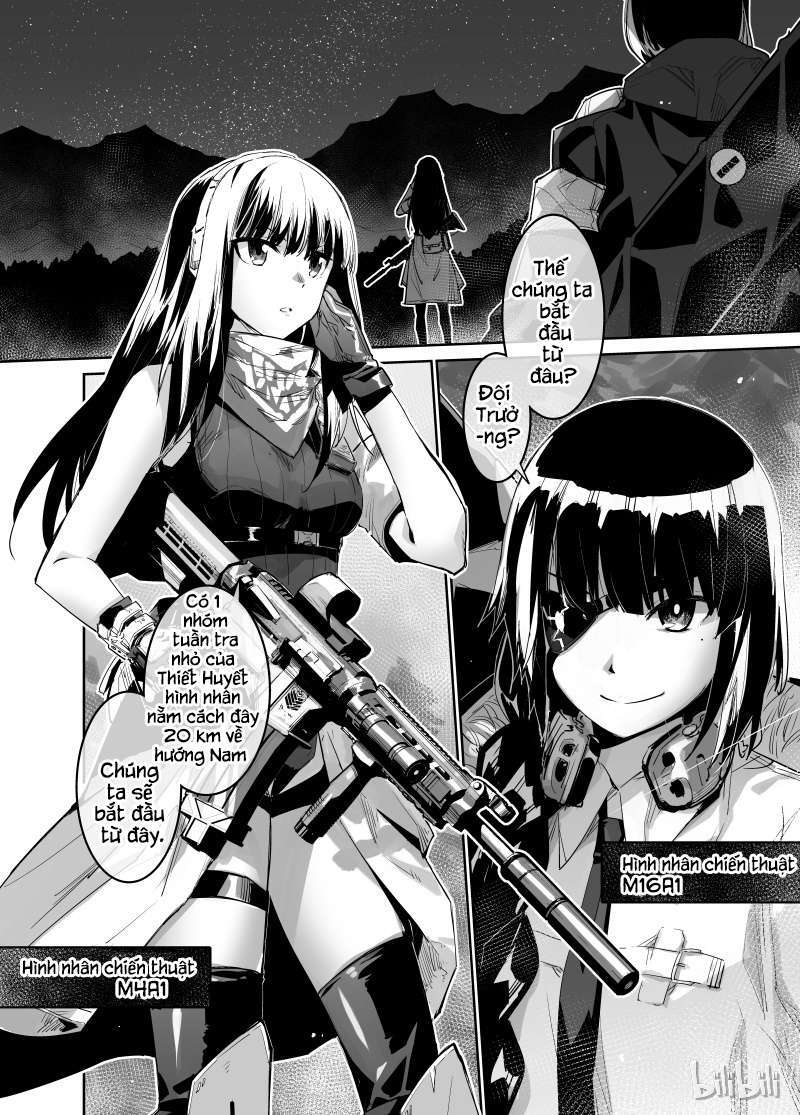 Thế
chúng ta
bắt
đầu
từ
đâu?
Đội
Trưở
-ng?
Có 1
nhóm
tuần tra
nhỏ của
Thiết Huyết
hình nhân
nằm cách đây
20 km về
hướng Nam
Chúng
ta sẽ
bắt đầu
từ đây.
Hình nhân chiến thuật
M16A1
Hình nhân chiến thuật
M4A1
bilibili